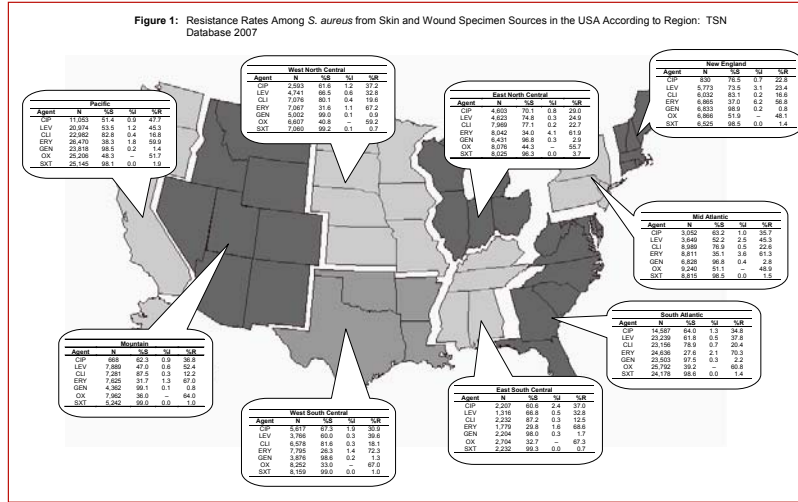 Figure 1: Resistance Rates Among S. aureus from Skin and Wound Specimen Sources in the USA According to Region: TSN
Database 2007
Pacific
Agent N %S %I %R
CIP 11,053 51.4 0.9 47.7
LEV 20,974 53.5 1.2 45.3
CLI 22,982 82.8 0.4 16.8
ERY 26,470 38.3 1.8 59.9
GEN 23,818 98.5 0.2 1.4
OX 25,206 48.3 – 51.7
SXT 25,145 98.1 0.0 1.9
West North Central
Agent N %S %I %R
CIP 2,593 61.6 1.2 37.2
LEV 4,741 66.5 0.6 32.8
CLI 7,076 80.1 0.4 19.6
ERY 7,067 31.6 1.1 67.2
GEN 5,002 99.0 0.1 0.9
OX 6,607 40.8 – 59.2
SXT 7,060 99.2 0.1 0.7
East North Central
Agent N %S %I %R
CIP 4,603 70.1 0.8 29.0
LEV 4,623 74.8 0.3 24.9
CLI 7,969 77.1 0.2 22.7
ERY 8,042 34.0 4.1 61.9
GEN 6,431 96.8 0.3 2.9
OX 8,076 44.3 – 55.7
SXT 8,025 96.3 0.0 3.7
New England
Agent N %S %I %R
CIP 830 76.5 0.7 22.8
LEV 5,773 73.5 3.1 23.4
CLI 6,032 83.1 0.2 16.6
ERY 6,865 37.0 6.2 56.8
GEN 6,833 98.9 0.2 0.8
OX 6,866 51.9 – 48.1
SXT 6,525 98.5 0.0 1.4
Mid Atlantic
Agent N %S %I %R
CIP 3,052 63.2 1.0 35.7
LEV 3,649 52.2 2.5 45.3
CLI 8,989 76.9 0.5 22.6
ERY 8,811 35.1 3.6 61.3
GEN 6,828 96.8 0.4 2.8
OX 9,240 51.1 – 48.9
SXT 8,815 98.5 0.0 1.5
South Atlantic
Agent N %S %I %R
CIP 14,587 64.0 1.3 34.8
LEV 23,239 61.8 0.5 37.8
CLI 23,156 78.9 0.7 20.4
ERY 24,636 27.6 2.1 70.3
GEN 23,503 97.5 0.3 2.2
OX 25,792 39.2 – 60.8
SXT 24,178 98.6 0.0 1.4
Mountain
Agent N %S %I %R
CIP 668 62.3 0.9 36.8
LEV 7,889 47.0 0.6 52.4
CLI 7,281 87.5 0.3 12.2
ERY 7,625 31.7 1.3 67.0
GEN 4,362 99.1 0.1 0.8
OX 7,962 36.0 – 64.0
SXT 5,242 99.0 0.0 1.0
West South Central
Agent N %S %I %R
CIP 5,617 67.3 1.9 30.9
LEV 3,766 60.0 0.3 39.6
CLI 6,578 81.6 0.3 18.1
ERY 7,795 26.3 1.4 72.3
GEN 3,876 98.6 0.2 1.3
OX 8,252 33.0 – 67.0
SXT 8,159 99.0 0.0 1.0
East South Central
Agent N %S %I %R
CIP 2,207 60.6 2.4 37.0
LEV 1,316 66.8 0.5 32.8
CLI 2,232 87.2 0.3 12.5
ERY 1,779 29.8 1.6 68.6
GEN 2,204 98.0 0.3 1.7
OX 2,704 32.7 – 67.3
SXT 2,232 99.3 0.0 0.7